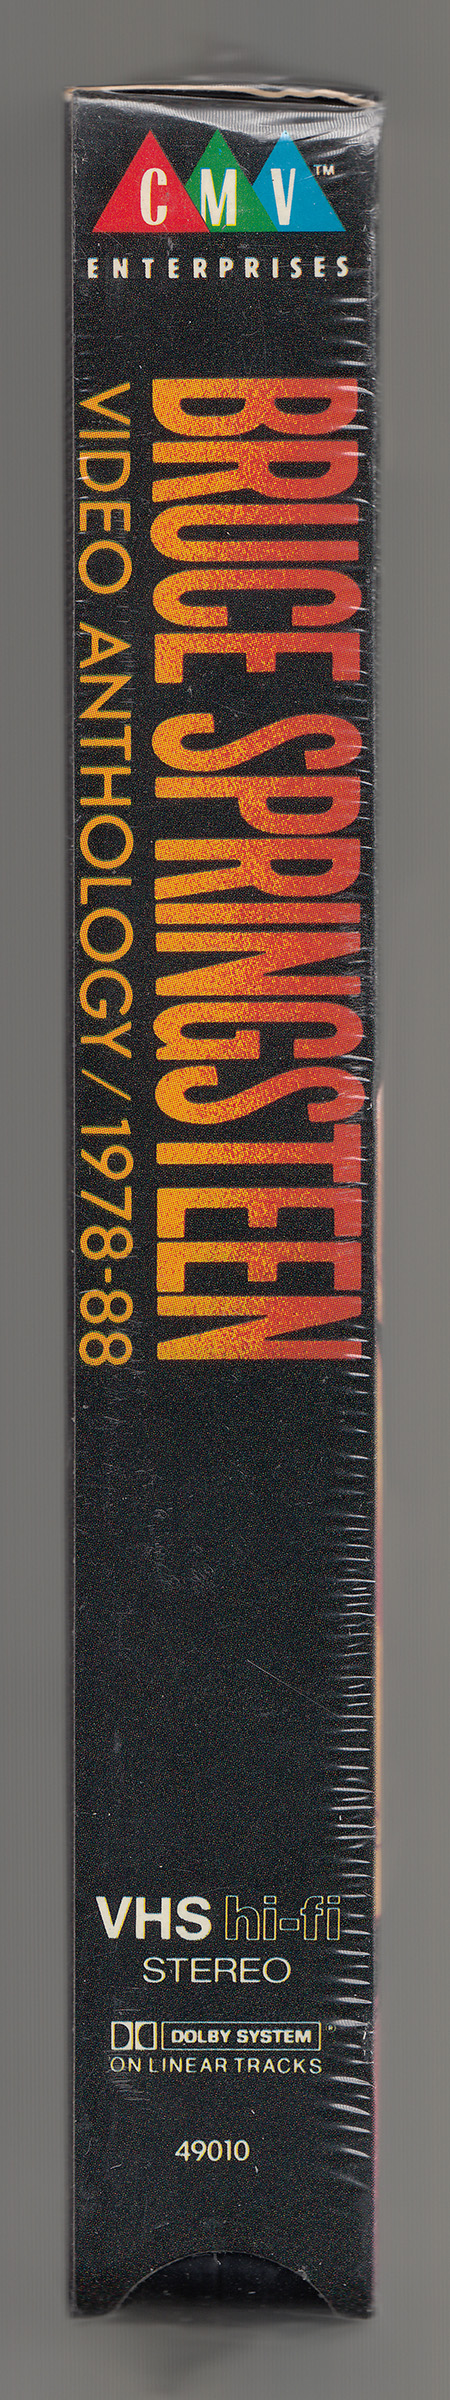 CMV™
ENTERPRISES
BRUCE SPRINGSTEEN
VIDEO ANTHOLOGY / 1978-88
VHS hi-fi
STEREO
DOLBY SYSTEM®
ON LINEAR TRACKS
49010